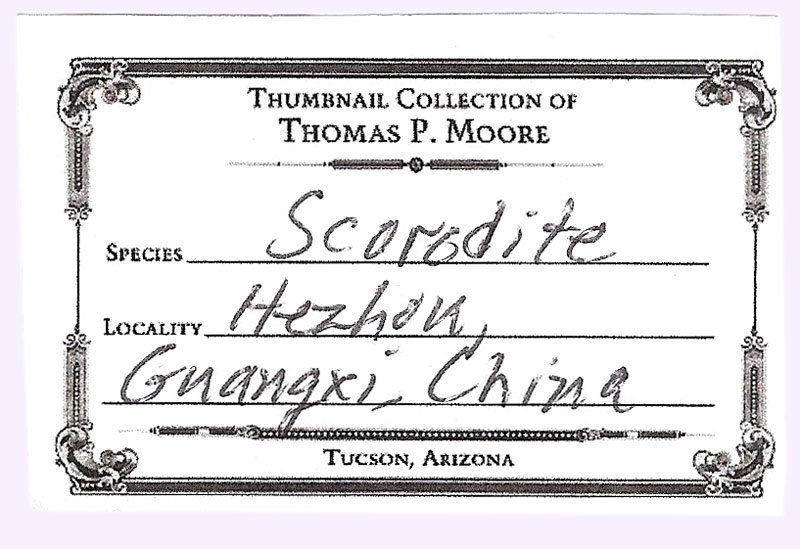 Thumbnail Collection of
Thomas P. Moore
Species Scorodite
Locality Hezhou,
Guangxi, China
Tucson, Arizona